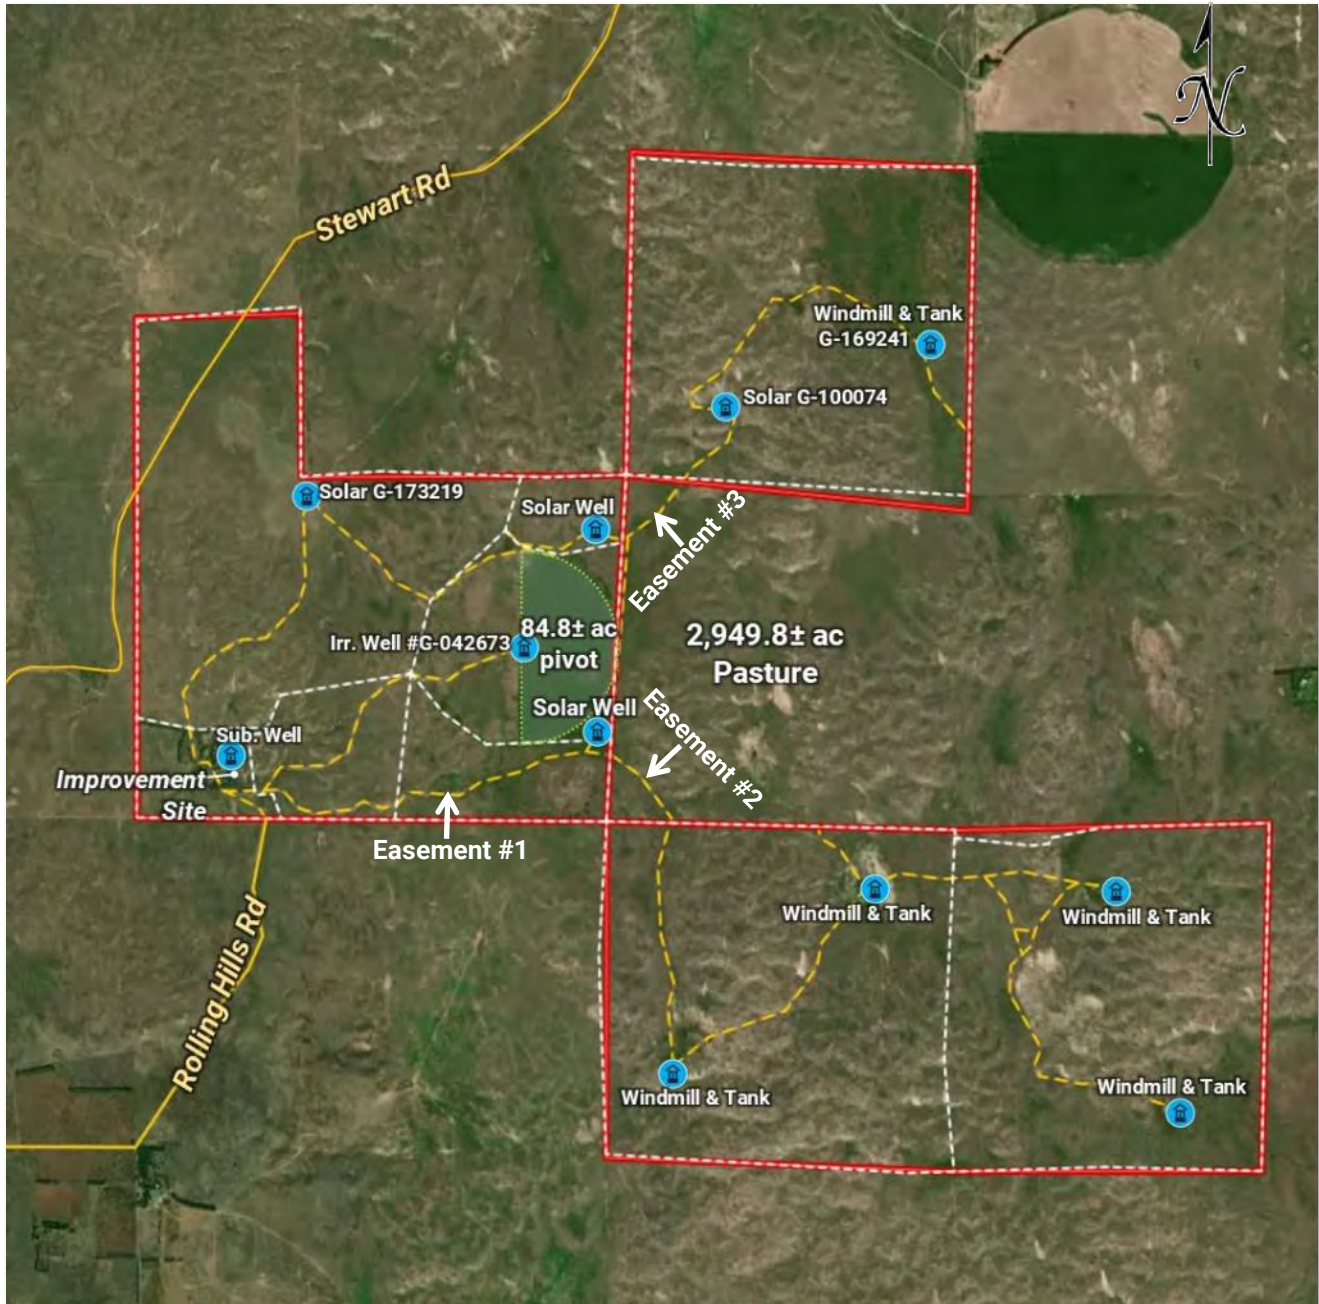 N
Stewart Rd
Windmill & Tank
G-169241
Solar G-100074
Solar G-173219
Solar Well
Easement #3
Irr. Well #G-042673
84.8± ac
pivot
2,949.8± ac
Pasture
Solar Well
Easement #2
Sub. Well
Improvement
Site
Easement #1
Windmill & Tank
Windmill & Tank
Rolling Hills Rd
Windmill & Tank
Windmill & Tank